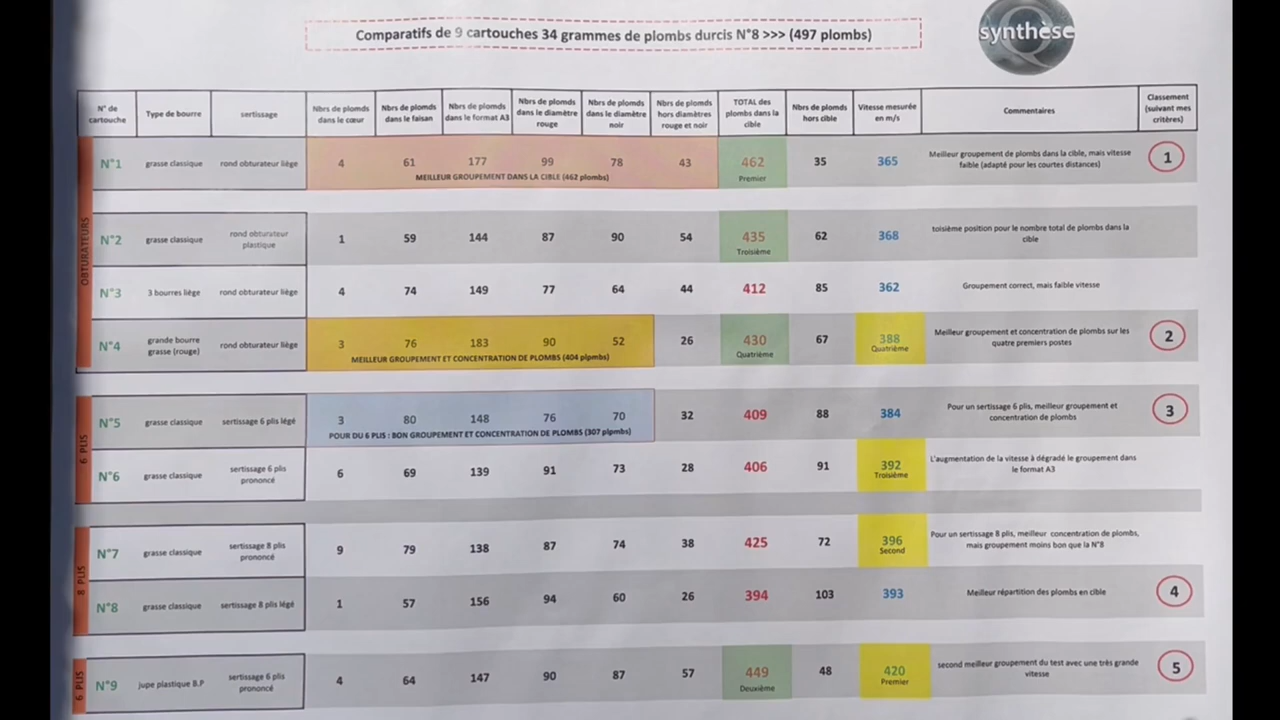 Comparatifs de 9 cartouches 34 grammes de plombs durcis N°8 >>> (497 plombs)
synthèse
N° de cartouche
Type de bourre
sertissage
Nbrs de plomds dans le cœur
Nbrs de plomds dans le faisan
Nbrs de plomds dans le format A3
Nbrs de plomds dans le diamètre rouge
Nbrs de plomds dans le diamètre noir
Nbrs de plomds hors diamètres rouge et noir
TOTAL des plombs dans la cible
Nbrs de plomds hors cible
Vitesse mesurée en m/s
Commentaires
Classement (suivant mes critères)
OBTURATEURS
N°1 grasse classique rond obturateur liège 4 61 177 99 78 43 462 35 365 Meilleur groupement de plombs dans la cible, mais vitesse 1
MEILLEUR GROUPEMENT DANS LA CIBLE (462 plombs) Premier faible (adapté pour les courtes distances)
N°2 grasse classique rond obturateur plastique 1 59 144 87 90 54 435 62 368 toisième position pour le nombre total de plombs dans la
Troisième cible
N°3 3 bourres liège rond obturateur liège 4 74 149 77 64 44 412 85 362 Groupement correct, mais faible vitesse
N°4 grande bourre grasse (rouge) rond obturateur liège 3 76 183 90 52 26 430 67 388 Meilleur groupement et concentration de plombs sur les 2
MEILLEUR GROUPEMENT ET CONCENTRATION DE PLOMBS (404 plpmbs) Quatrième Quatrième quatre premiers postes
6 PLIS
N°5 grasse classique sertissage 6 plis légé 3 80 148 76 70 32 409 88 384 Pour un sertissage 6 plis, meilleur groupement et 3
POUR DU 6 PLIS : BON GROUPEMENT ET CONCENTRATION DE PLOMBS (307 plpmbs) concentration de plombs
N°6 grasse classique sertissage 6 plis prononcé 6 69 139 91 73 28 406 91 392 L'augmentation de la vitesse à dégradé le groupement dans
Troisième le format A3
8 PLIS
N°7 grasse classique sertissage 8 plis prononcé 9 79 138 87 74 38 425 72 396 Pour un sertissage 8 plis, meilleur concentration de plombs,
Second mais groupement moins bon que la N°8
N°8 grasse classique sertissage 8 plis légé 1 57 156 94 60 26 394 103 393 Meilleur répartition des plombs en cible 4
6 PLIS
N°9 jupe plastique B.P sertissage 6 plis prononcé 4 64 147 90 87 57 449 48 420 second meilleur groupement du test avec une très grande 5
Deuxième Premier vitesse